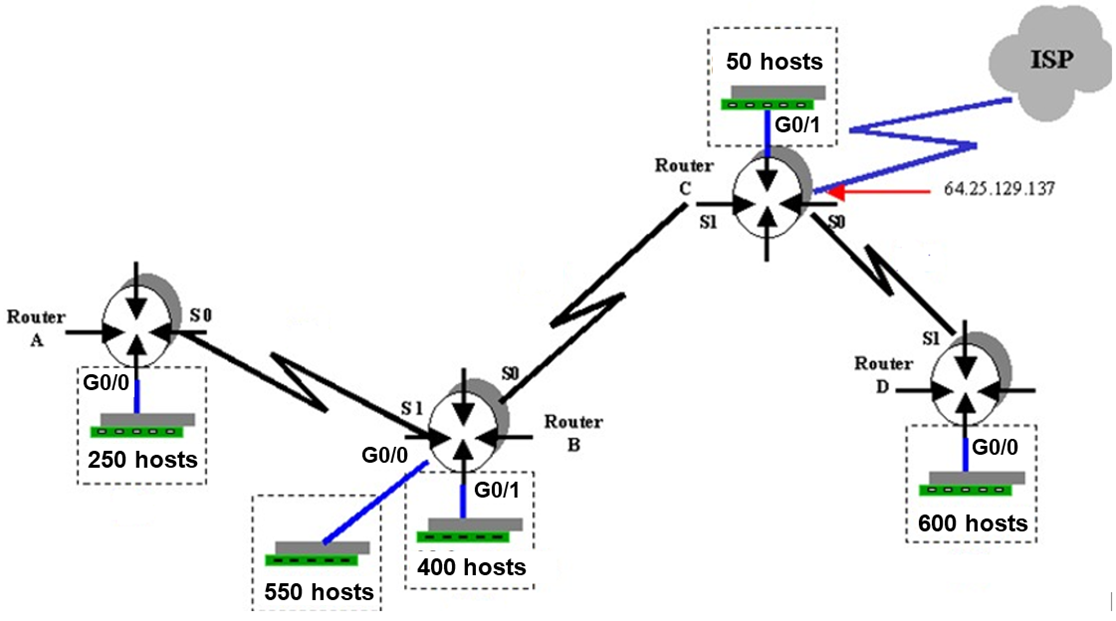 ISP
50 hosts
G0/1
Router
C
64.25.129.137
S1
S0
Router
A
S0
G0/0
250 hosts
S0
S1
Router
B
G0/0
G0/1
550 hosts
400 hosts
S1
Router
D
G0/0
600 hosts